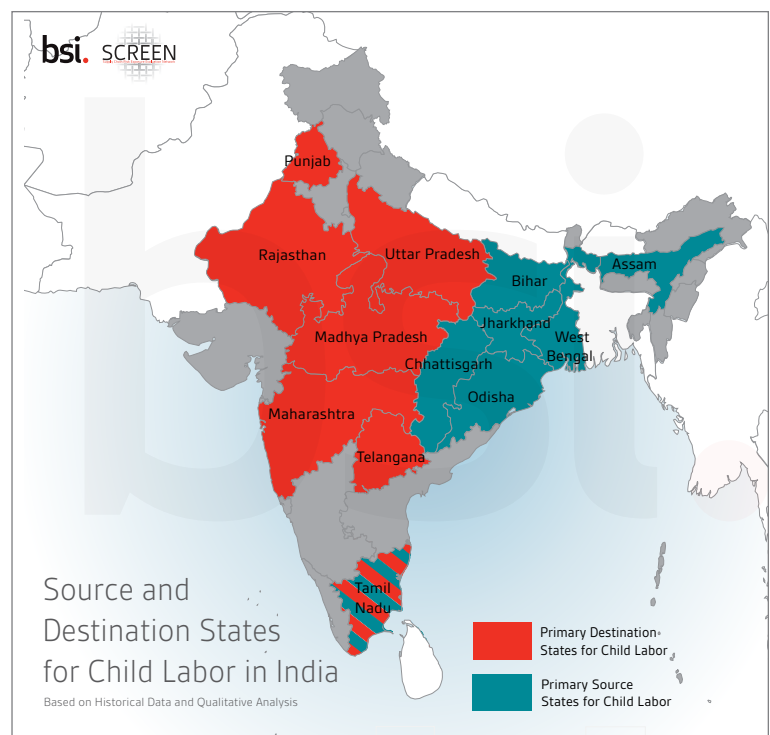 bsi. SCREEN
Punjab
Rajasthan
Uttar Pradesh
Assam
Bihar
Jharkhand
Madhya Pradesh
West
Bengal
Chhattisgarh
Odisha
Maharashtra
Telangana
Tamil
Nadu
Source and
Destination States
for Child Labor in India
Based on Historical Data and Qualitative Analysis
Primary Destination
States for Child Labor
Primary Source
States for Child Labor
bsi.